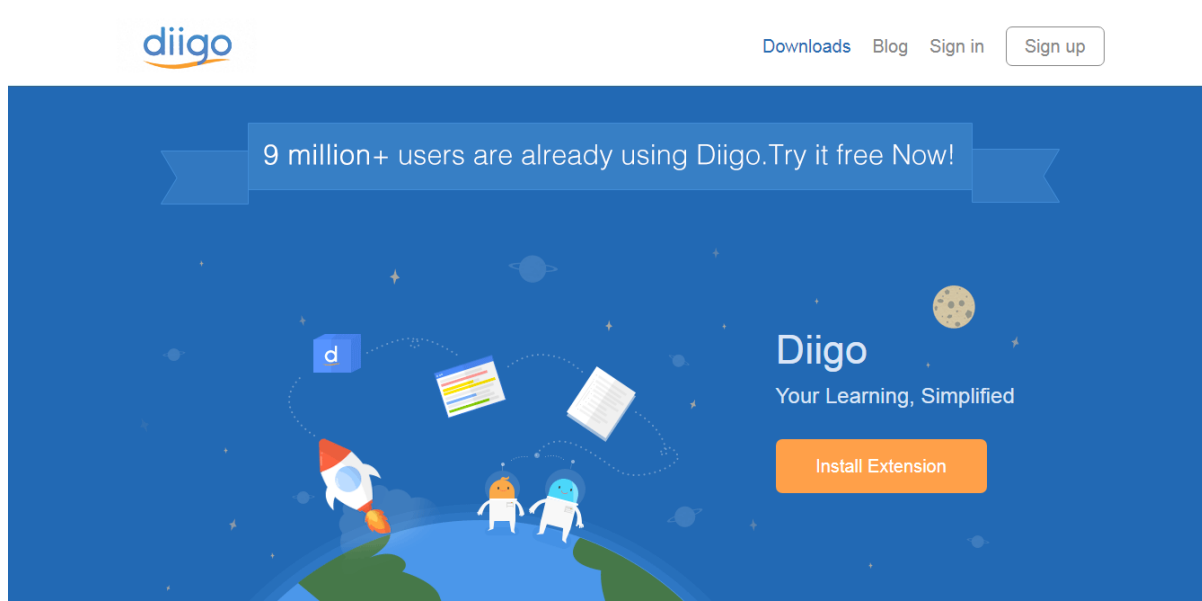 diigo
Downloads Blog Sign in Sign up
9 million+ users are already using Diigo.Try it free Now!
d
Diigo
Your Learning, Simplified
Install Extension